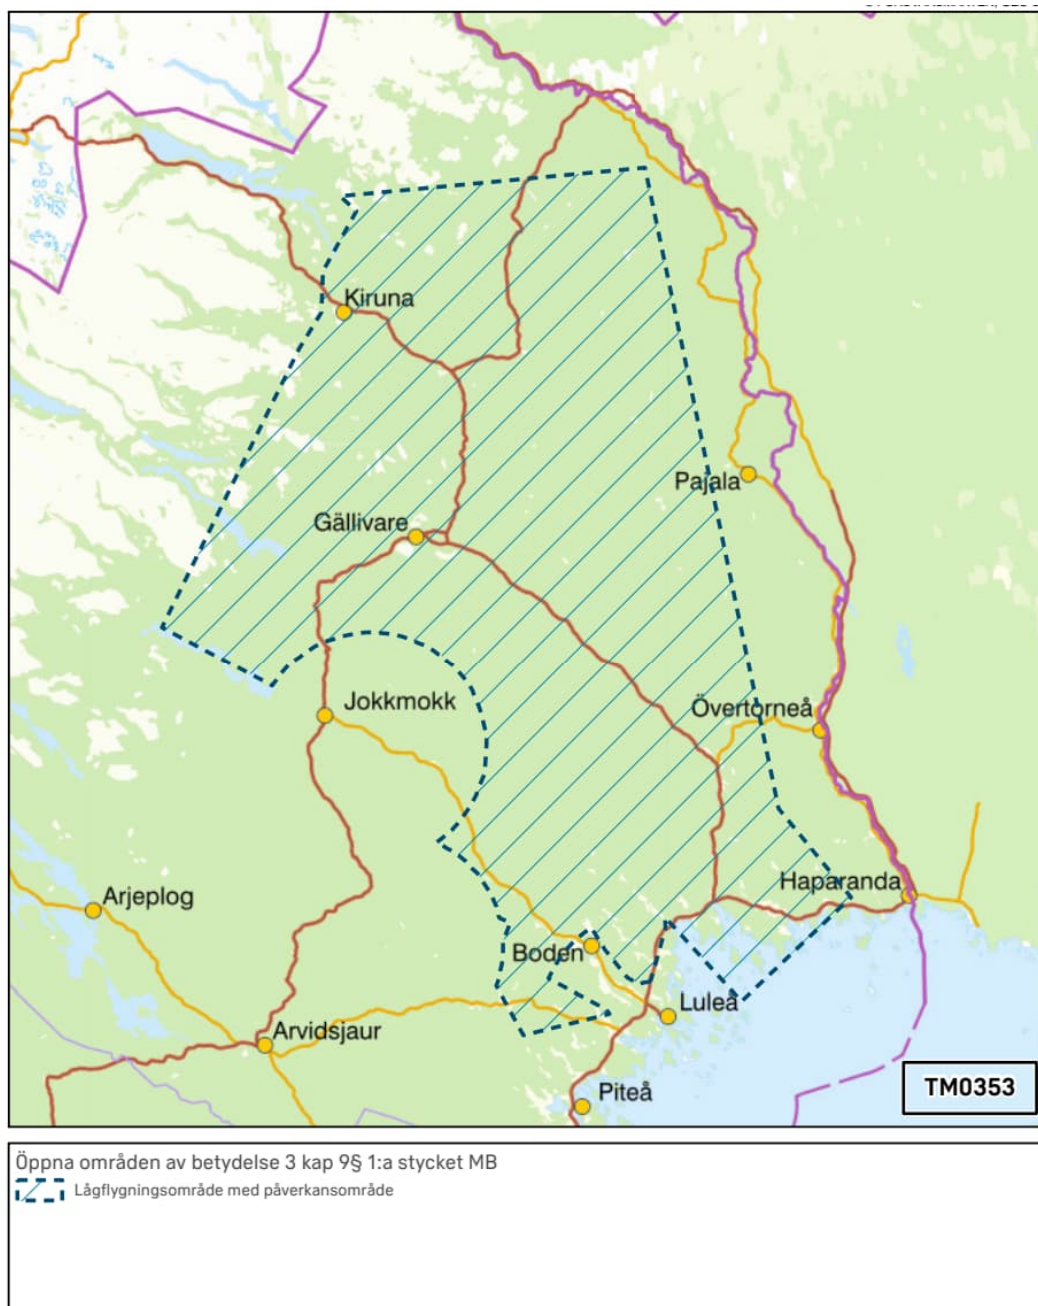 Kiruna
Pajala
Gällivare
Jokkmokk
Övertorneå
Haparanda
Arjeplog
Boden
Luleå
Arvidsjaur
TM0353
Piteå
Öppna områden av betydelse 3 kap 9§ 1:a stycket MB
Lågflygningsområde med påverkansområde